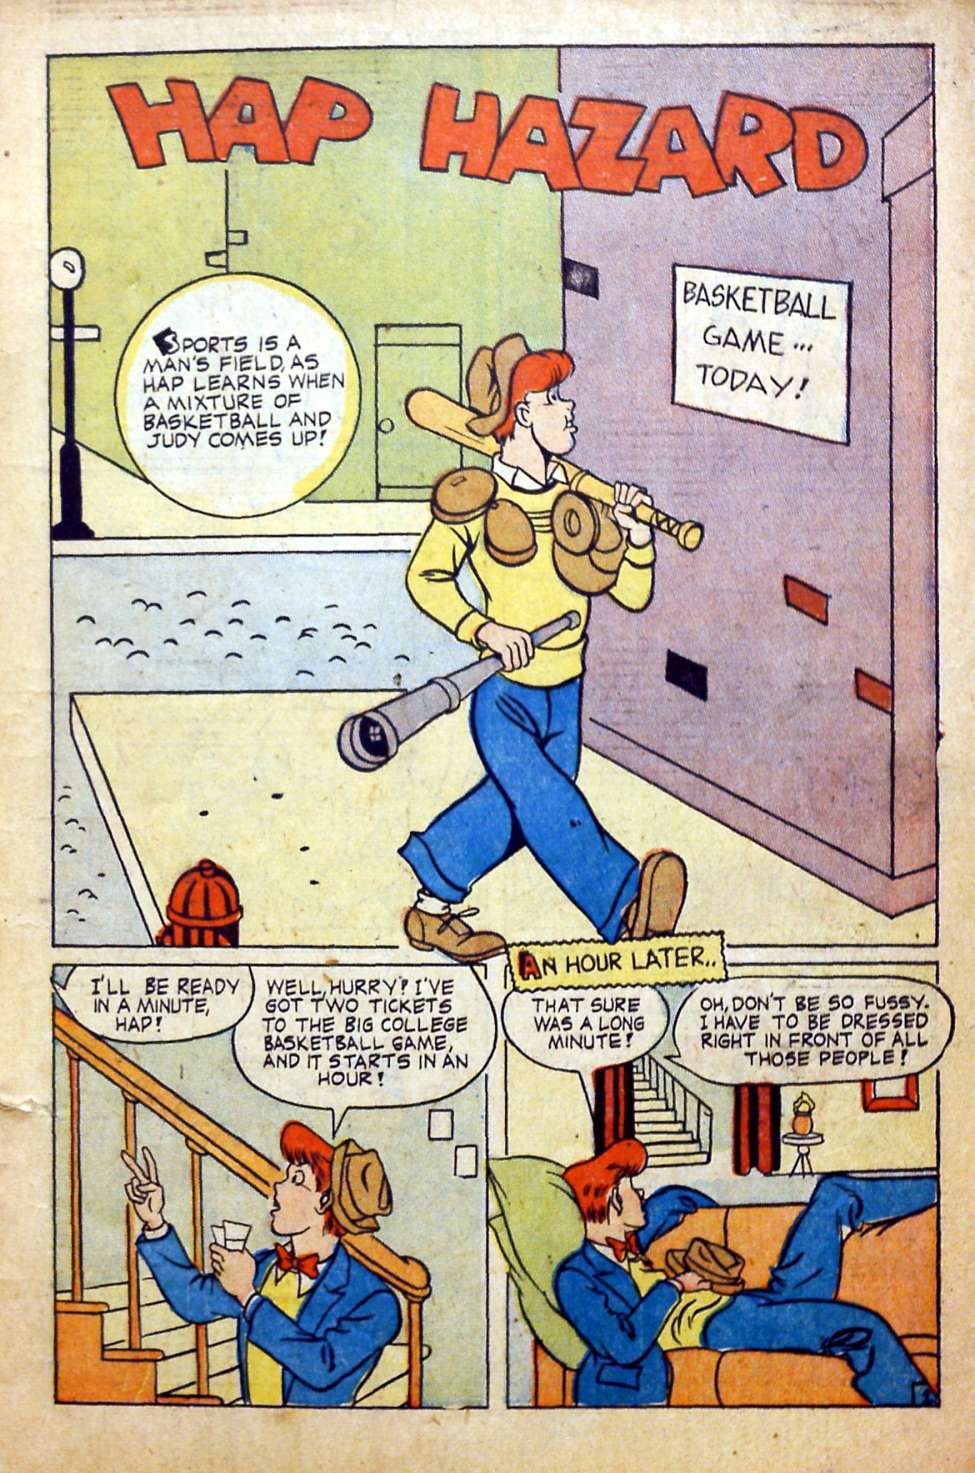 HAP HAZARD
SPORTS IS A
MAN'S FIELD, AS
HAP LEARNS WHEN
A MIXTURE OF
BASKETBALL AND
JUDY COMES UP!
BASKETBALL
GAME...
TODAY!
I'LL BE READY
IN A MINUTE,
HAP!
WELL, HURRY? I'VE
GOT TWO TICKETS
TO THE BIG COLLEGE
BASKETBALL GAME,
AND IT STARTS IN AN
HOUR!
AN HOUR LATER..
THAT SURE
WAS A LONG
MINUTE!
OH, DON'T BE SO FUSSY.
I HAVE TO BE DRESSED
RIGHT IN FRONT OF ALL
THOSE PEOPLE!